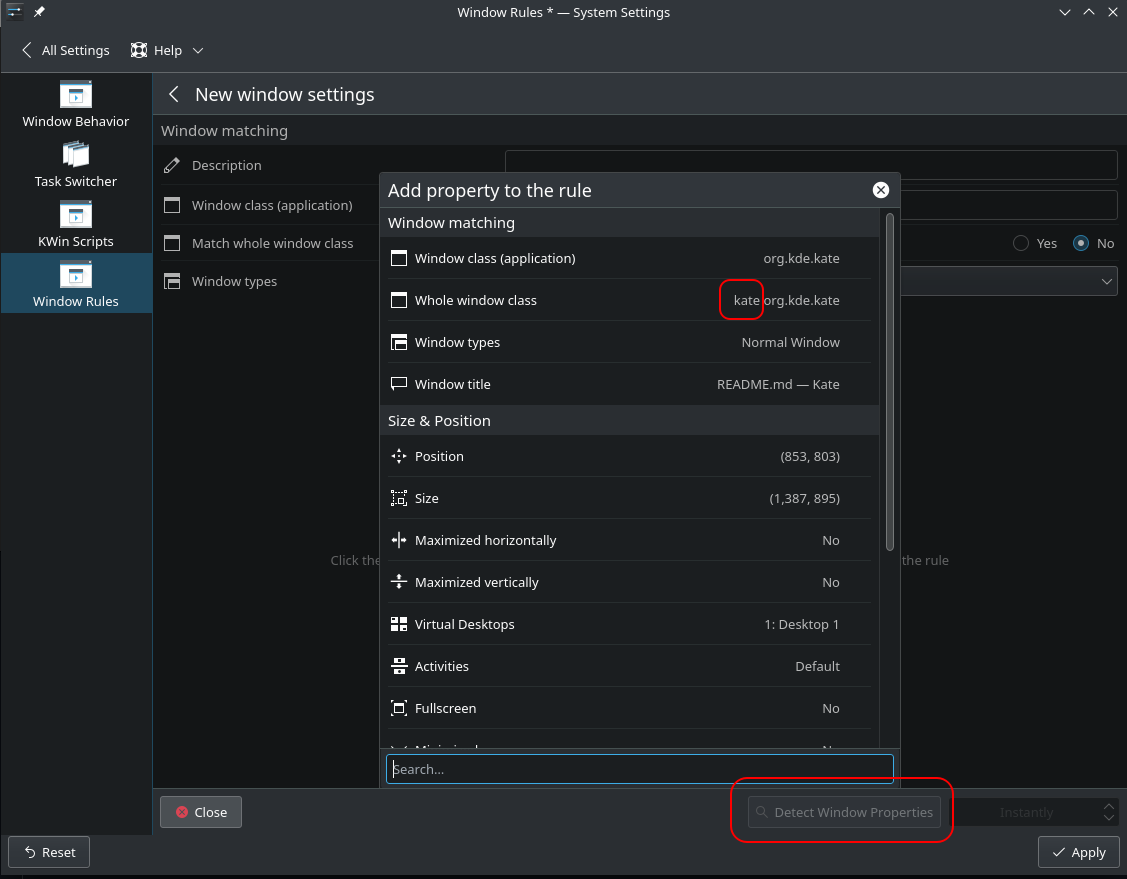 Window Rules * — System Settings
All Settings
Help
Window Behavior
Task Switcher
KWin Scripts
Window Rules
New window settings
Window matching
Description
Window class (application)
Match whole window class
Yes
No
Window types
Click the
the rule
Add property to the rule
Window matching
Window class (application) org.kde.kate
Whole window class kate org.kde.kate
Window types Normal Window
Window title README.md — Kate
Size & Position
Position (853, 803)
Size (1,387, 895)
Maximized horizontally No
Maximized vertically No
Virtual Desktops 1: Desktop 1
Activities Default
Fullscreen No
Search...
Close
Detect Window Properties
Instantly
Reset
Apply